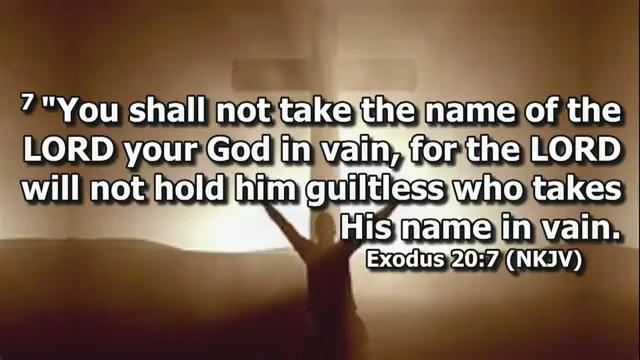 7 "You shall not take the name of the
LORD your God in vain, for the LORD
will not hold him guiltless who takes
His name in vain.
Exodus 20:7 (NKJV)